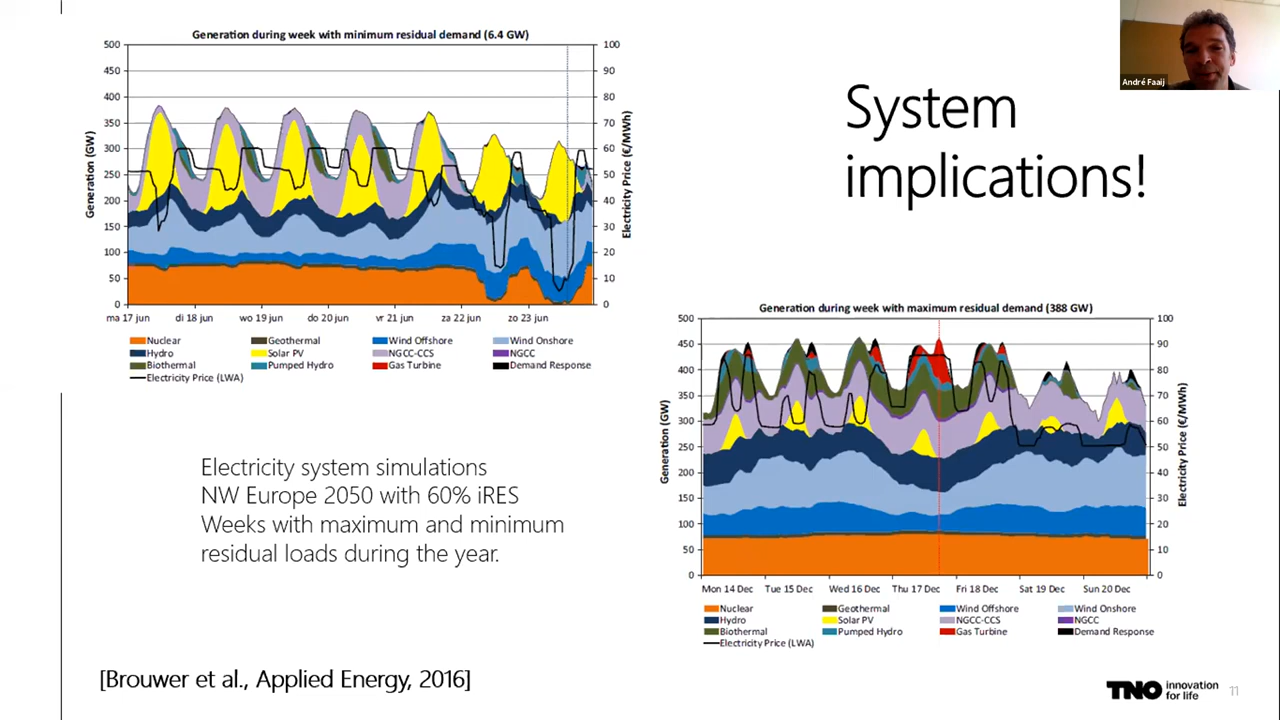 Generation during week with minimum residual demand (6.4 GW)
500
450
400
350
300
250
200
150
100
50
0
Generation (GW)
100
90
80
70
60
50
40
30
20
10
0
Electricity Price (€/MWh)
ma 17 jun
di 18 jun
wo 19 jun
do 20 jun
vr 21 jun
za 22 jun
zo 23 jun
Nuclear Geothermal Wind Offshore Wind Onshore
Hydro Solar PV NGCC-CCS NGCC
Biothermal Pumped Hydro Gas Turbine Demand Response
Electricity Price (LWA)
André Faaij
System
implications!
Generation during week with maximum residual demand (388 GW)
500
450
400
350
300
250
200
150
100
50
0
Generation (GW)
100
90
80
70
60
50
40
30
20
10
0
Electricity Price (€/MWh)
Mon 14 Dec
Tue 15 Dec
Wed 16 Dec
Thu 17 Dec
Fri 18 Dec
Sat 19 Dec
Sun 20 Dec
Nuclear Geothermal Wind Offshore Wind Onshore
Hydro Solar PV NGCC-CCS NGCC
Biothermal Pumped Hydro Gas Turbine Demand Response
Electricity Price (LWA)
Electricity system simulations
NW Europe 2050 with 60% iRES
Weeks with maximum and minimum
residual loads during the year.
[Brouwer et al., Applied Energy, 2016]
TNO innovation
for life
11